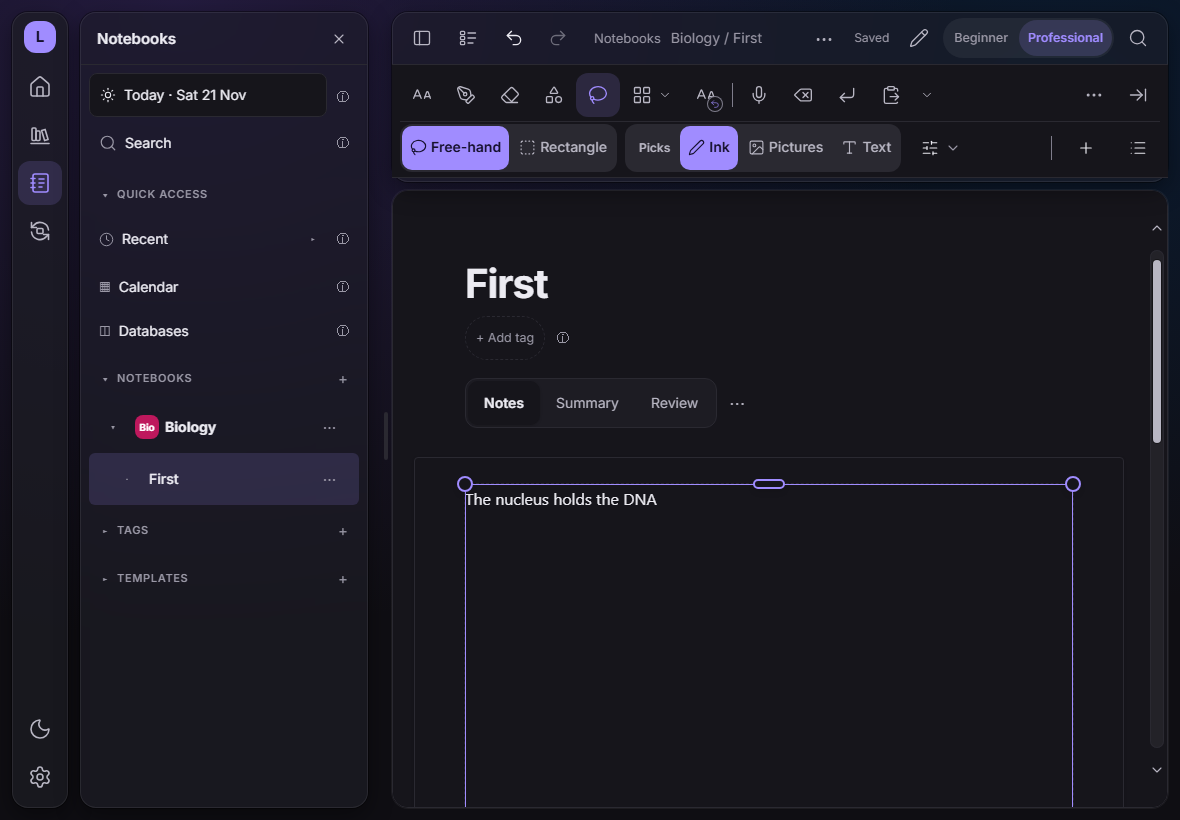 L
Notebooks
Today · Sat 21 Nov
Search
QUICK ACCESS
Recent
Calendar
Databases
NOTEBOOKS
Bio Biology
First
TAGS
TEMPLATES
Notebooks Biology / First
Saved
Beginner Professional
Free-hand Rectangle Picks Ink Pictures Text
First
+ Add tag
Notes Summary Review
The nucleus holds the DNA